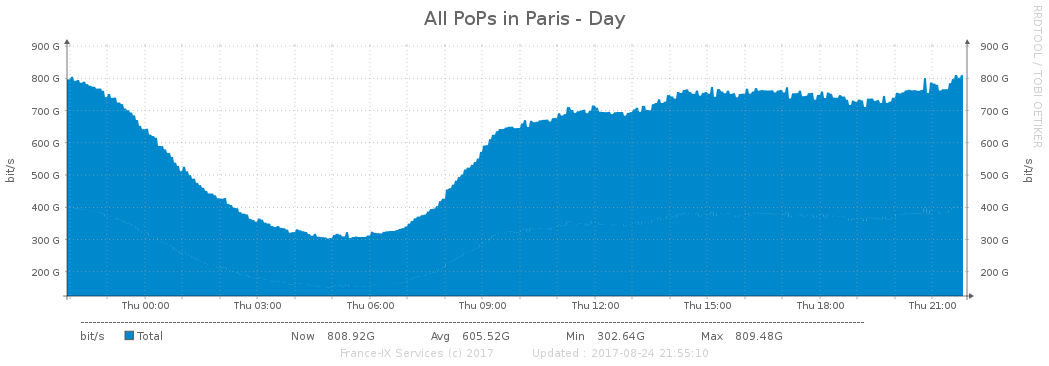 All PoPs in Paris - Day
RRDTOOL / TOBI OETIKER
bit/s
bit/s
900 G 900 G
800 G 800 G
700 G 700 G
600 G 600 G
500 G 500 G
400 G 400 G
300 G 300 G
200 G 200 G
Thu 00:00 Thu 03:00 Thu 06:00 Thu 09:00 Thu 12:00 Thu 15:00 Thu 18:00 Thu 21:00
bit/s Total Now 808.92G Avg 605.52G Min 302.64G Max 809.48G
France-IX Services (c) 2017 Updated : 2017-08-24 21:55:10